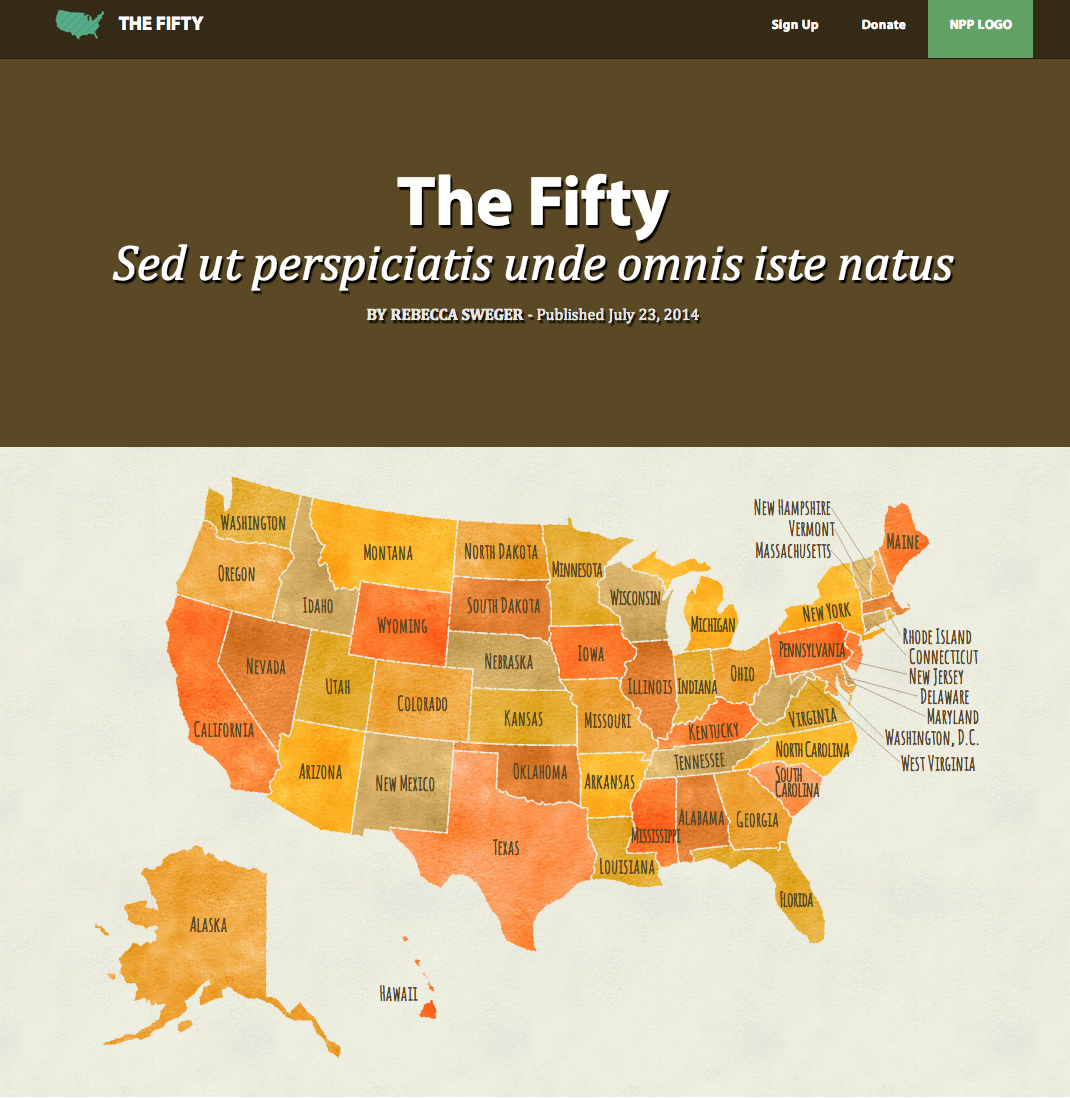 THE FIFTY
Sign Up
Donate
NPP LOGO
The Fifty
Sed ut perspiciatis unde omnis iste natus
BY REBECCA SWEGER - Published July 23, 2014
NEW HAMPSHIRE
VERMONT
MASSACHUSETTS
MAINE
WASHINGTON
MONTANA
NORTH DAKOTA
MINNESOTA
OREGON
IDAHO
WYOMING
SOUTH DAKOTA
WISCONSIN
MICHIGAN
NEW YORK
RHODE ISLAND
CONNECTICUT
NEW JERSEY
DELAWARE
MARYLAND
WASHINGTON, D.C.
WEST VIRGINIA
NEVADA
UTAH
COLORADO
NEBRASKA
IOWA
ILLINOIS
INDIANA
OHIO
PENNSYLVANIA
CALIFORNIA
KANSAS
MISSOURI
KENTUCKY
VIRGINIA
ARIZONA
NEW MEXICO
OKLAHOMA
ARKANSAS
TENNESSEE
NORTH CAROLINA
SOUTH
CAROLINA
TEXAS
LOUISIANA
MISSISSIPPI
ALABAMA
GEORGIA
FLORIDA
ALASKA
HAWAII